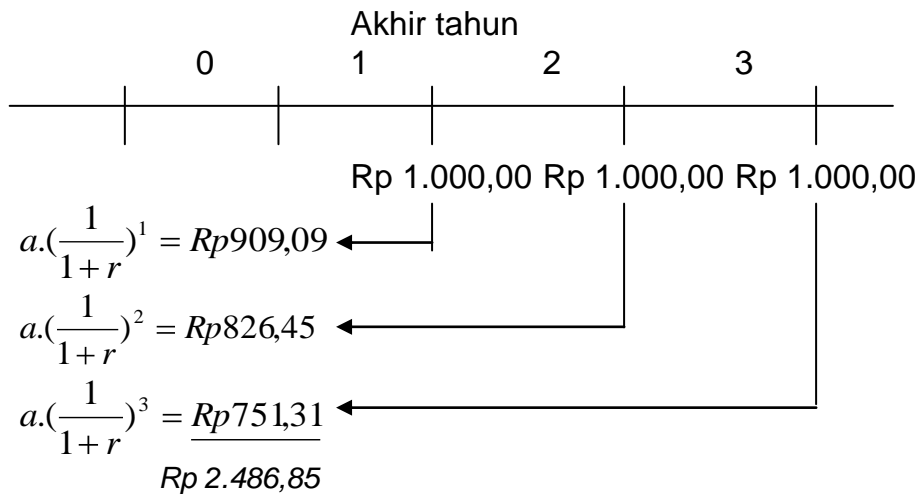 Akhir tahun
0 1 2 3
Rp 1.000,00 Rp 1.000,00 Rp 1.000,00
a.(1/(1+r))^1 = Rp909,09
a.(1/(1+r))^2 = Rp826,45
a.(1/(1+r))^3 = Rp751,31
Rp 2.486,85